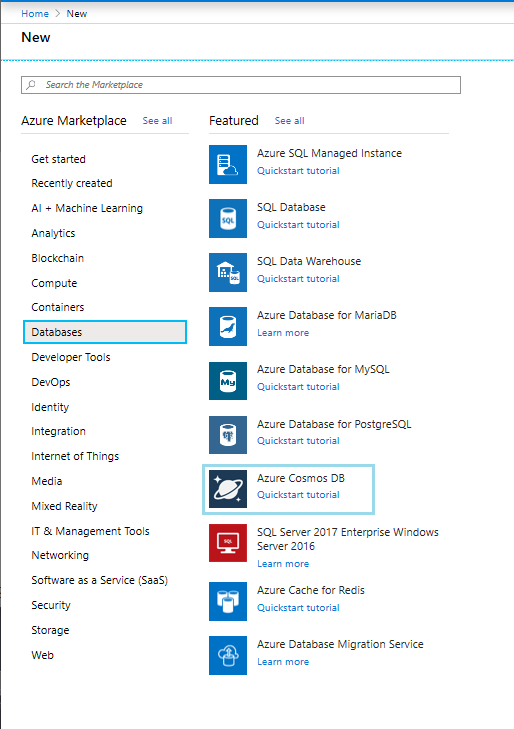 Home > New
New
Search the Marketplace
Azure Marketplace See all
Get started
Recently created
AI + Machine Learning
Analytics
Blockchain
Compute
Containers
Databases
Developer Tools
DevOps
Identity
Integration
Internet of Things
Media
Mixed Reality
IT & Management Tools
Networking
Software as a Service (SaaS)
Security
Storage
Web
Featured See all
Azure SQL Managed Instance
Quickstart tutorial
SQL
SQL Database
Quickstart tutorial
SQL
SQL Data Warehouse
Quickstart tutorial
Azure Database for MariaDB
Learn more
My
Azure Database for MySQL
Quickstart tutorial
Azure Database for PostgreSQL
Quickstart tutorial
Azure Cosmos DB
Quickstart tutorial
SQL
SQL Server 2017 Enterprise Windows
Server 2016
Learn more
Azure Cache for Redis
Quickstart tutorial
Azure Database Migration Service
Learn more